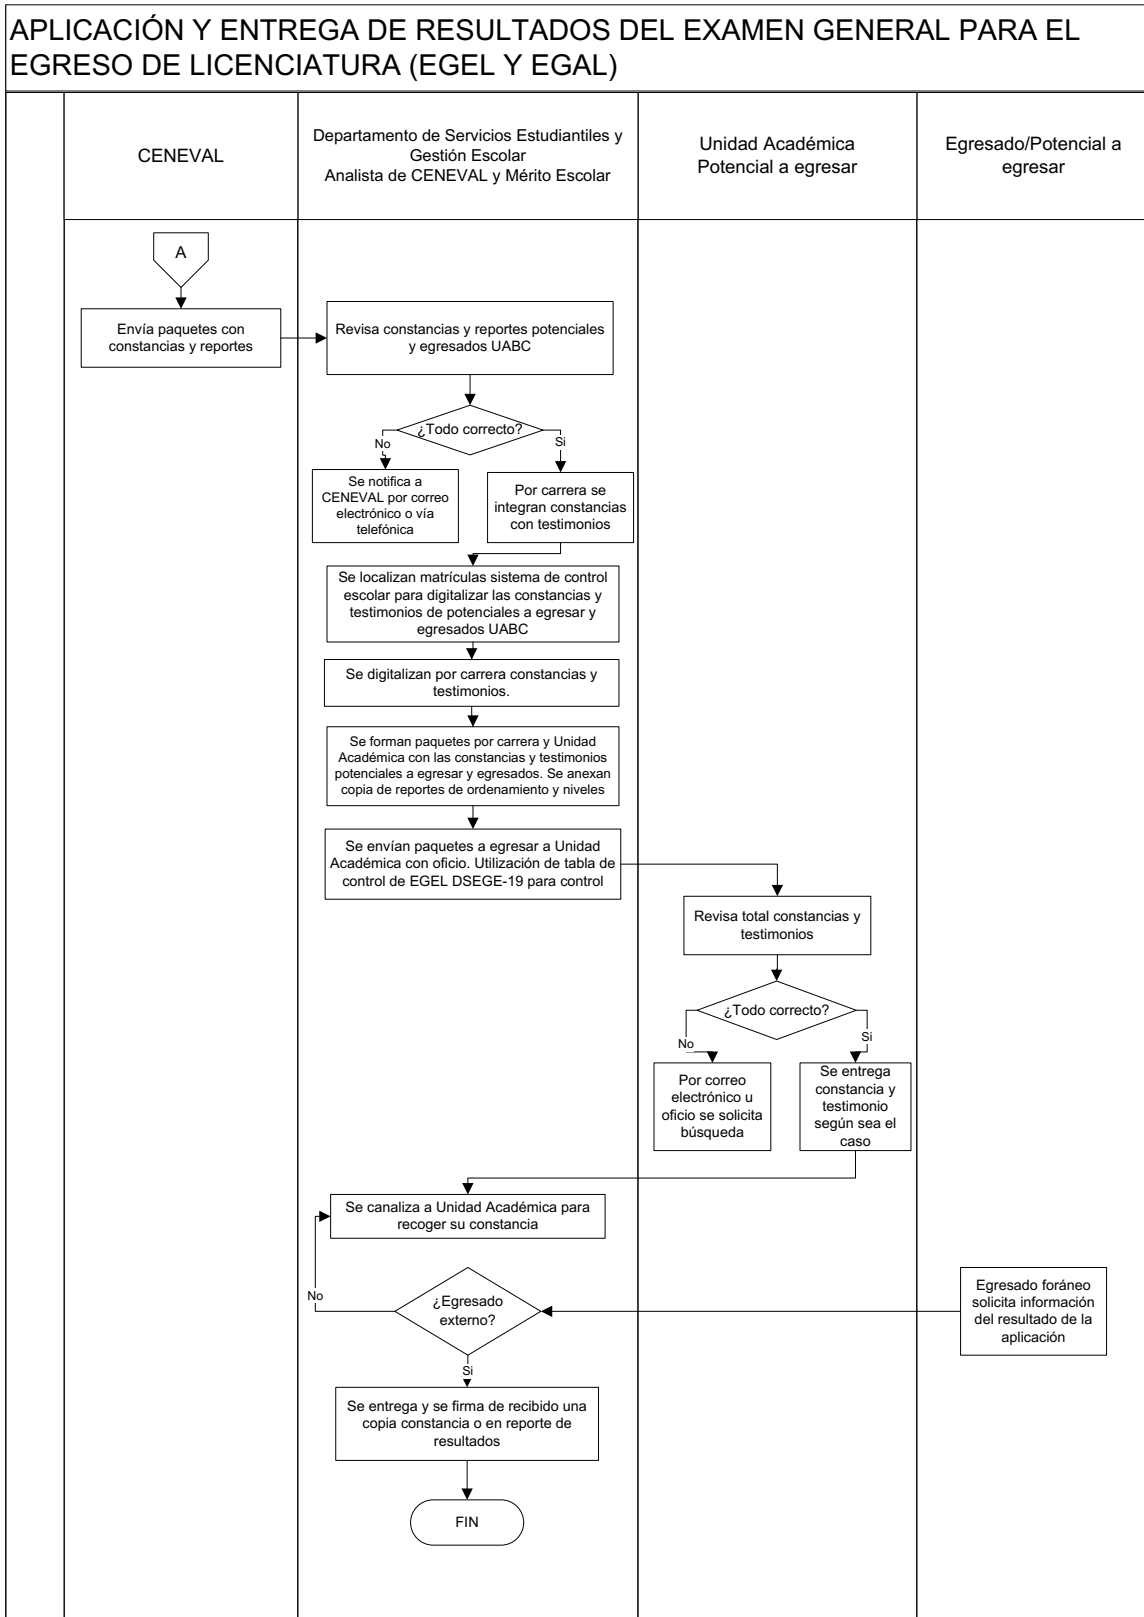 APLICACIÓN Y ENTREGA DE RESULTADOS DEL EXAMEN GENERAL PARA EL
EGRESO DE LICENCIATURA (EGEL Y EGAL)
CENEVAL
Departamento de Servicios Estudiantiles y
Gestión Escolar
Analista de CENEVAL y Mérito Escolar
Unidad Académica
Potencial a egresar
Egresado/Potencial a
egresar
A
Envía paquetes con
constancias y reportes
Revisa constancias y reportes potenciales
y egresados UABC
¿Todo correcto?
No
Si
Se notifica a
CENEVAL por correo
electrónico o vía
telefónica
Por carrera se
integran constancias
con testimonios
Se localizan matrículas sistema de control
escolar para digitalizar las constancias y
testimonios de potenciales a egresar y
egresados UABC
Se digitalizan por carrera constancias y
testimonios.
Se forman paquetes por carrera y Unidad
Académica con las constancias y testimonios
potenciales a egresar y egresados. Se anexan
copia de reportes de ordenamiento y niveles
Se envían paquetes a egresar a Unidad
Académica con oficio. Utilización de tabla de
control de EGEL DSEGE-19 para control
Revisa total constancias y
testimonios
¿Todo correcto?
No
Si
Por correo
electrónico u
oficio se solicita
búsqueda
Se entrega
constancia y
testimonio
según sea el
caso
Se canaliza a Unidad Académica para
recoger su constancia
No
¿Egresado
externo?
Egresado foráneo
solicita información
del resultado de la
aplicación
Si
Se entrega y se firma de recibido una
copia constancia o en reporte de
resultados
FIN